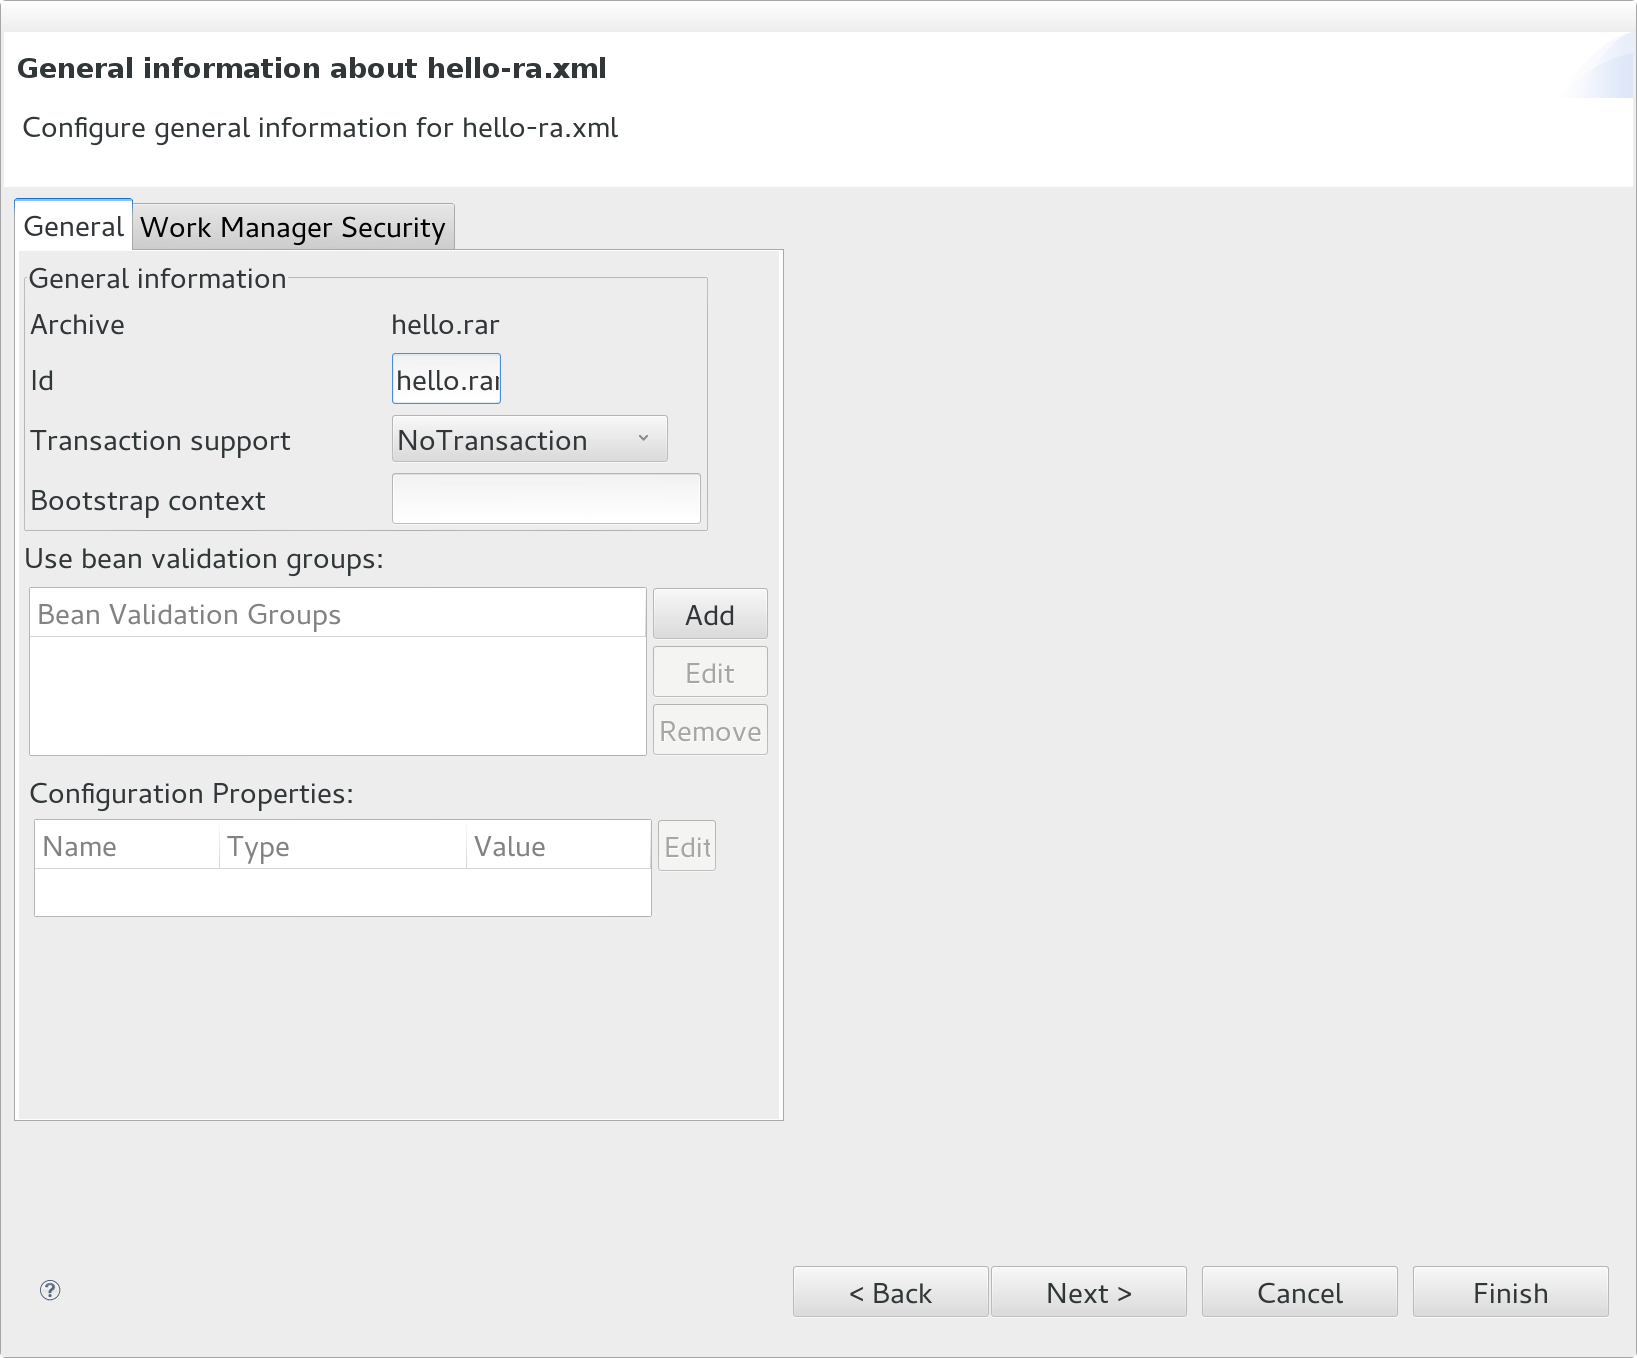 General information about hello-ra.xml
Configure general information for hello-ra.xml
General Work Manager Security
General information
Archive hello.rar
Id hello.rar
Transaction support NoTransaction
Bootstrap context
Use bean validation groups:
Bean Validation Groups Add
Edit
Remove
Configuration Properties:
Name Type Value Edit
? < Back Next > Cancel Finish